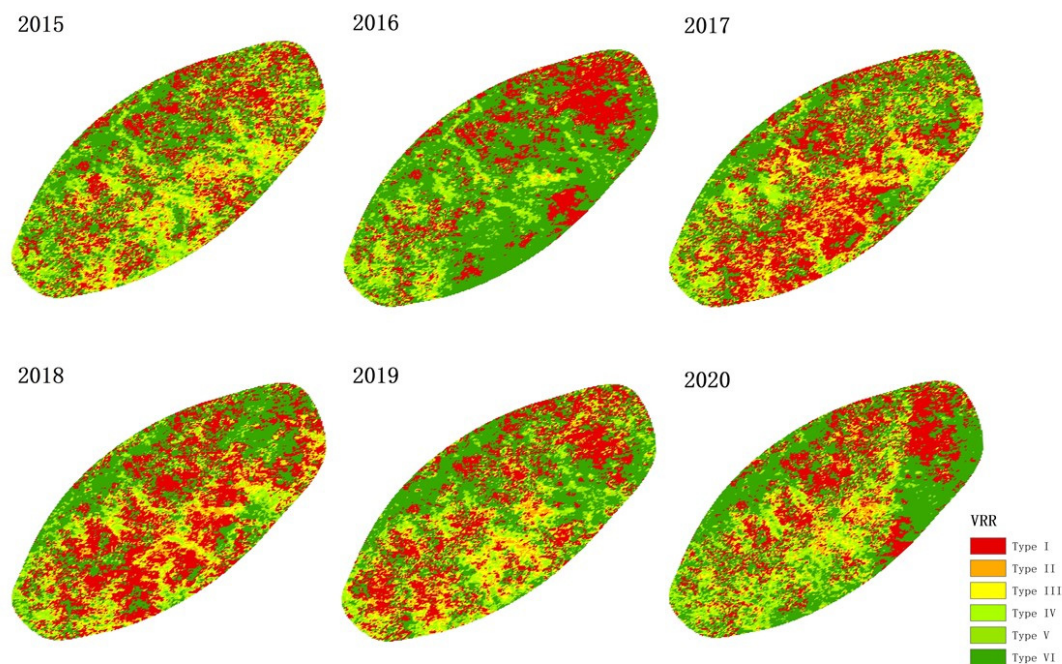 2015
2016
2017
2018
2019
2020
VRR
Type I
Type II
Type III
Type IV
Type V
Type VI